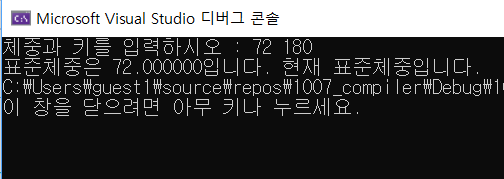 Microsoft Visual Studio 디버그 콘솔
체중과 키를 입력하시오 : 72 180
표준체중은 72.000000입니다. 현재 표준체중입니다.
C:₩Users₩guest1₩source₩repos₩1007_compiler₩Debug₩1
이 창을 닫으려면 아무 키나 누르세요.